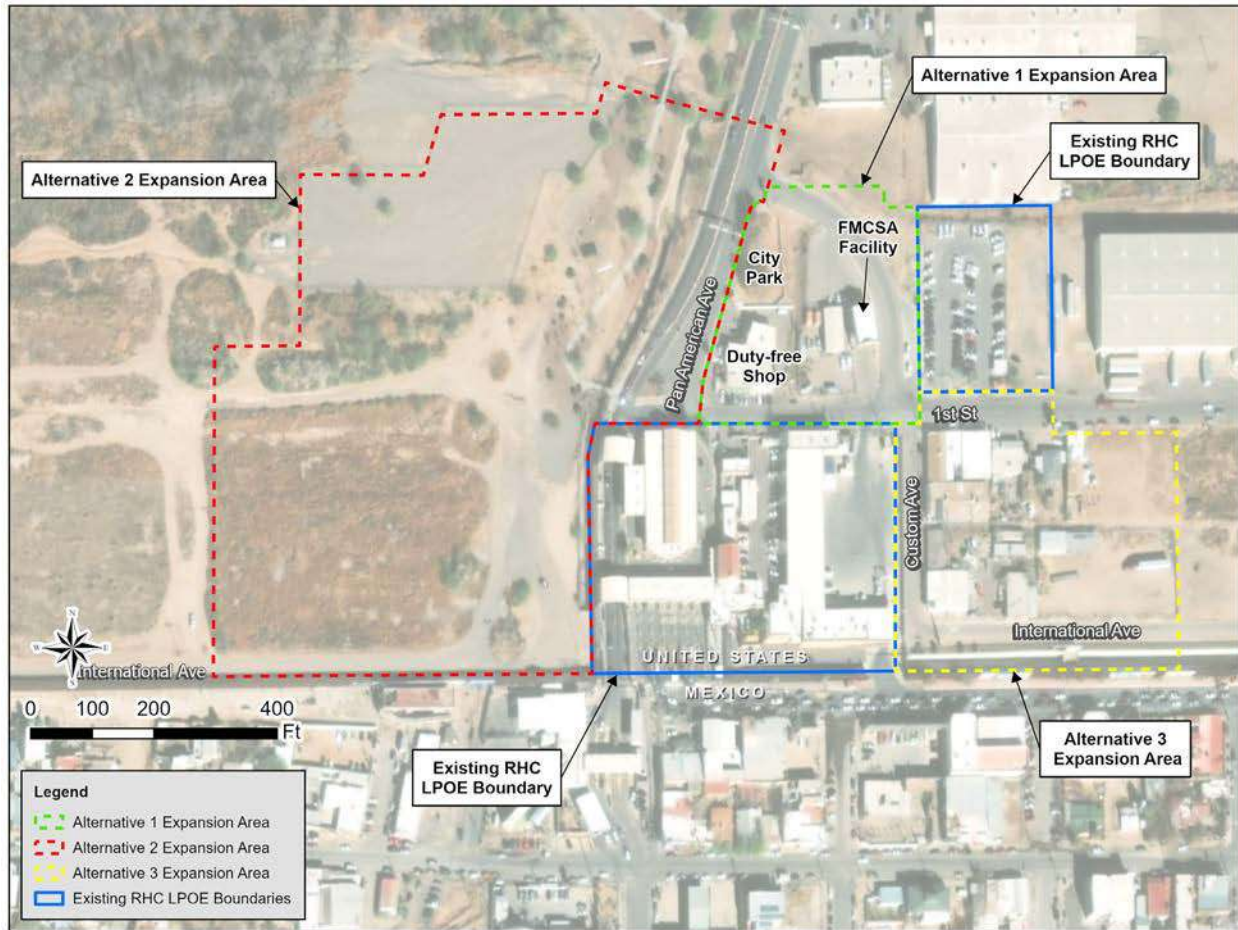 Alternative 1 Expansion Area
Existing RHC
LPOE Boundary
Alternative 2 Expansion Area
FMCSA
Facility
City
Park
Pan American Ave
Duty-free
Shop
1st St
Custom Ave
International Ave
International Ave
UNITED STATES
MEXICO
N
W
E
S
0
100
200
400
Ft
Existing RHC
LPOE Boundary
Alternative 3
Expansion Area
Legend
Alternative 1 Expansion Area
Alternative 2 Expansion Area
Alternative 3 Expansion Area
Existing RHC LPOE Boundaries